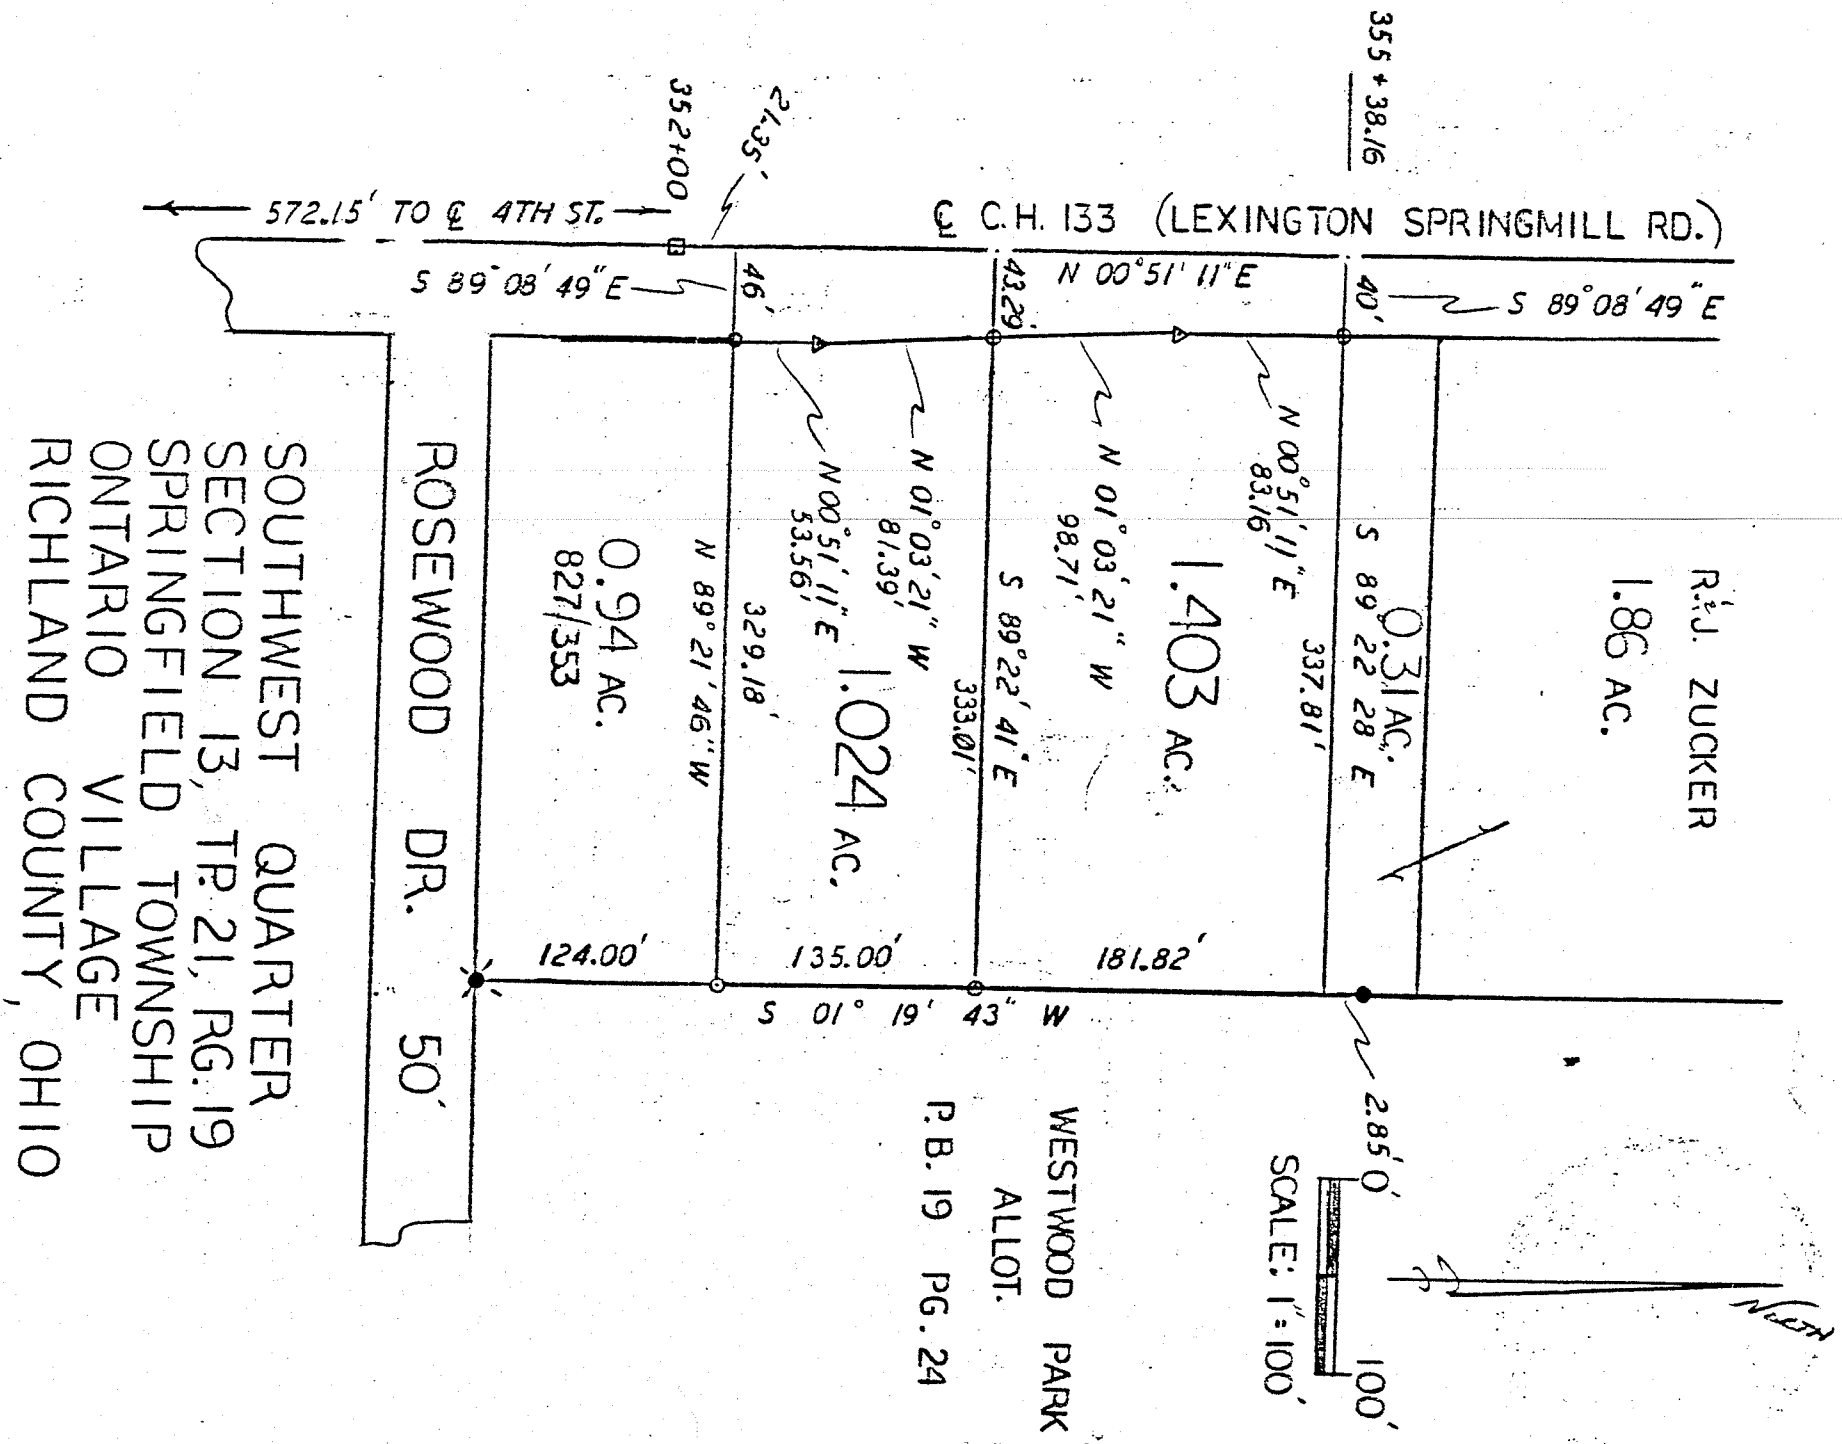 355+38.16
352+00
21.35'
572.15' TO ℄ 4TH ST.
℄ C.H. 133 (LEXINGTON SPRINGMILL RD.)
S 89°08'49"E
46'
43.29'
N 00°51'11"E
40'
S 89°08'49"E
R.&J. ZUCKER
1.86 AC.
0.31 AC.
S 89°22'28 E
337.81'
N 00°51'11"E
83.16
1.403 AC.
N 01°03'21" W
98.71'
S 89°22'41"E
333.01'
N 01°03'21" W
81.39'
1.024 AC.
N 00°51'11"E
53.56'
329.18'
N 89°21'46"W
0.94 AC.
827/353
ROSEWOOD DR. 50'
124.00'
135.00'
181.82'
S 01° 19' 43" W
2.85'
SOUTHWEST QUARTER
SECTION 13, TP. 21, RG. 19
SPRINGFIELD TOWNSHIP
ONTARIO VILLAGE
RICHLAND COUNTY, OHIO
WESTWOOD PARK
ALLOT.
P.B. 19 PG. 24
0' 100'
SCALE: 1"=100'
NORTH